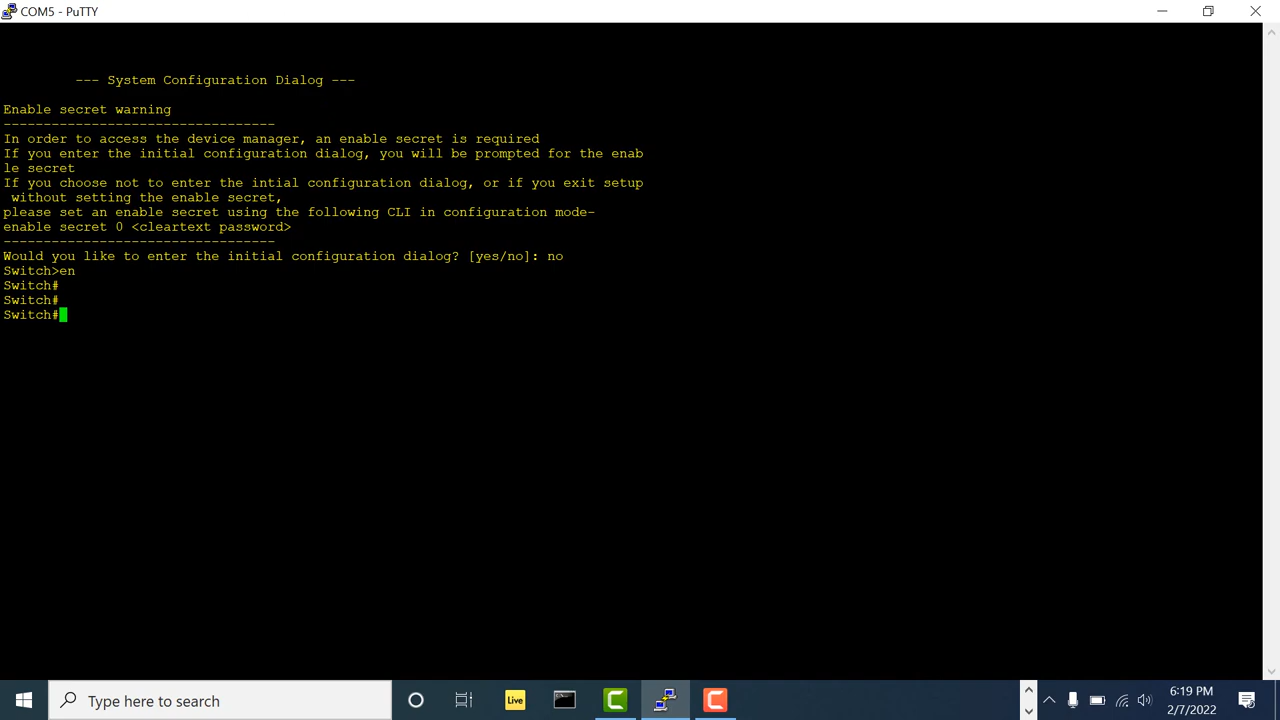 COM5 - PuTTY
--- System Configuration Dialog ---
Enable secret warning
----------------------------------
In order to access the device manager, an enable secret is required
If you enter the initial configuration dialog, you will be prompted for the enab
le secret
If you choose not to enter the intial configuration dialog, or if you exit setup
 without setting the enable secret,
please set an enable secret using the following CLI in configuration mode-
enable secret 0 <cleartext password>
----------------------------------
Would you like to enter the initial configuration dialog? [yes/no]: no
Switch>en
Switch#
Switch#
Switch#
Type here to search
Live
6:19 PM
2/7/2022